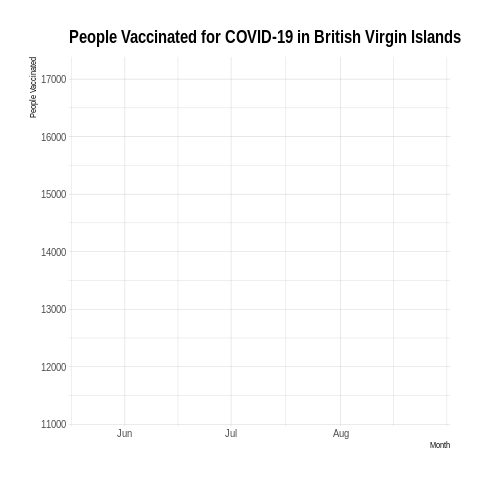 People Vaccinated for COVID-19 in British Virgin Islands
People Vaccinated
17000
16000
15000
14000
13000
12000
11000
Jun Jul Aug
Month